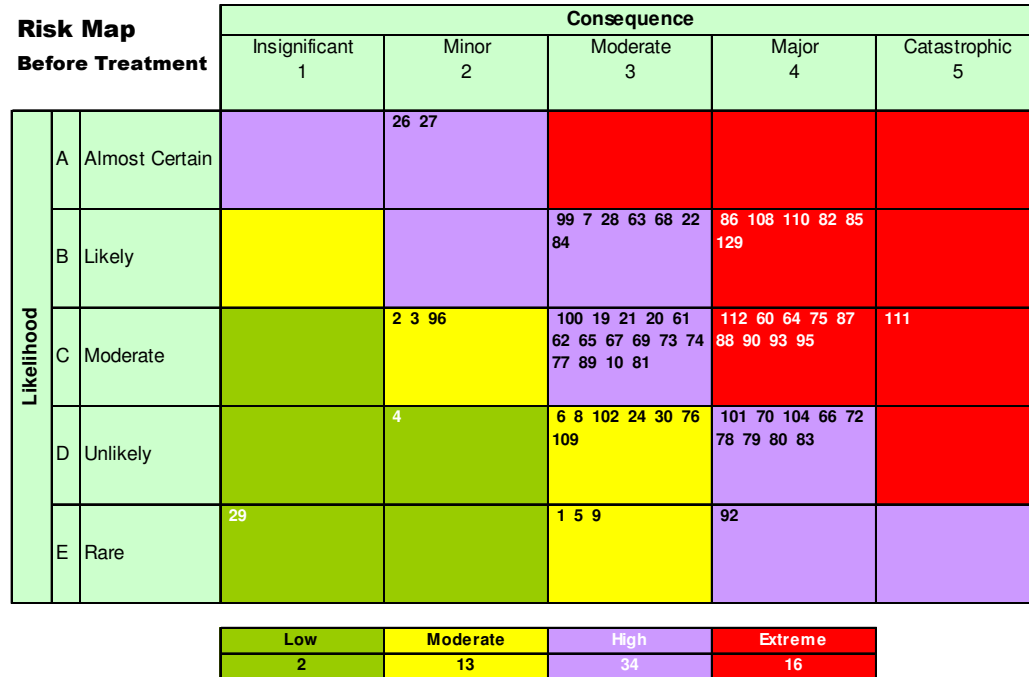 Risk Map
Before Treatment
Consequence
Insignificant
1
Minor
2
Moderate
3
Major
4
Catastrophic
5
Likelihood
A Almost Certain
26 27
B Likely
99 7 28 63 68 22
84
86 108 110 82 85
129
C Moderate
2 3 96
100 19 21 20 61
62 65 67 69 73 74
77 89 10 81
112 60 64 75 87
88 90 93 95
111
D Unlikely
4
6 8 102 24 30 76
109
101 70 104 66 72
78 79 80 83
E Rare
29
1 5 9
92
Low Moderate High Extreme
2 13 34 16